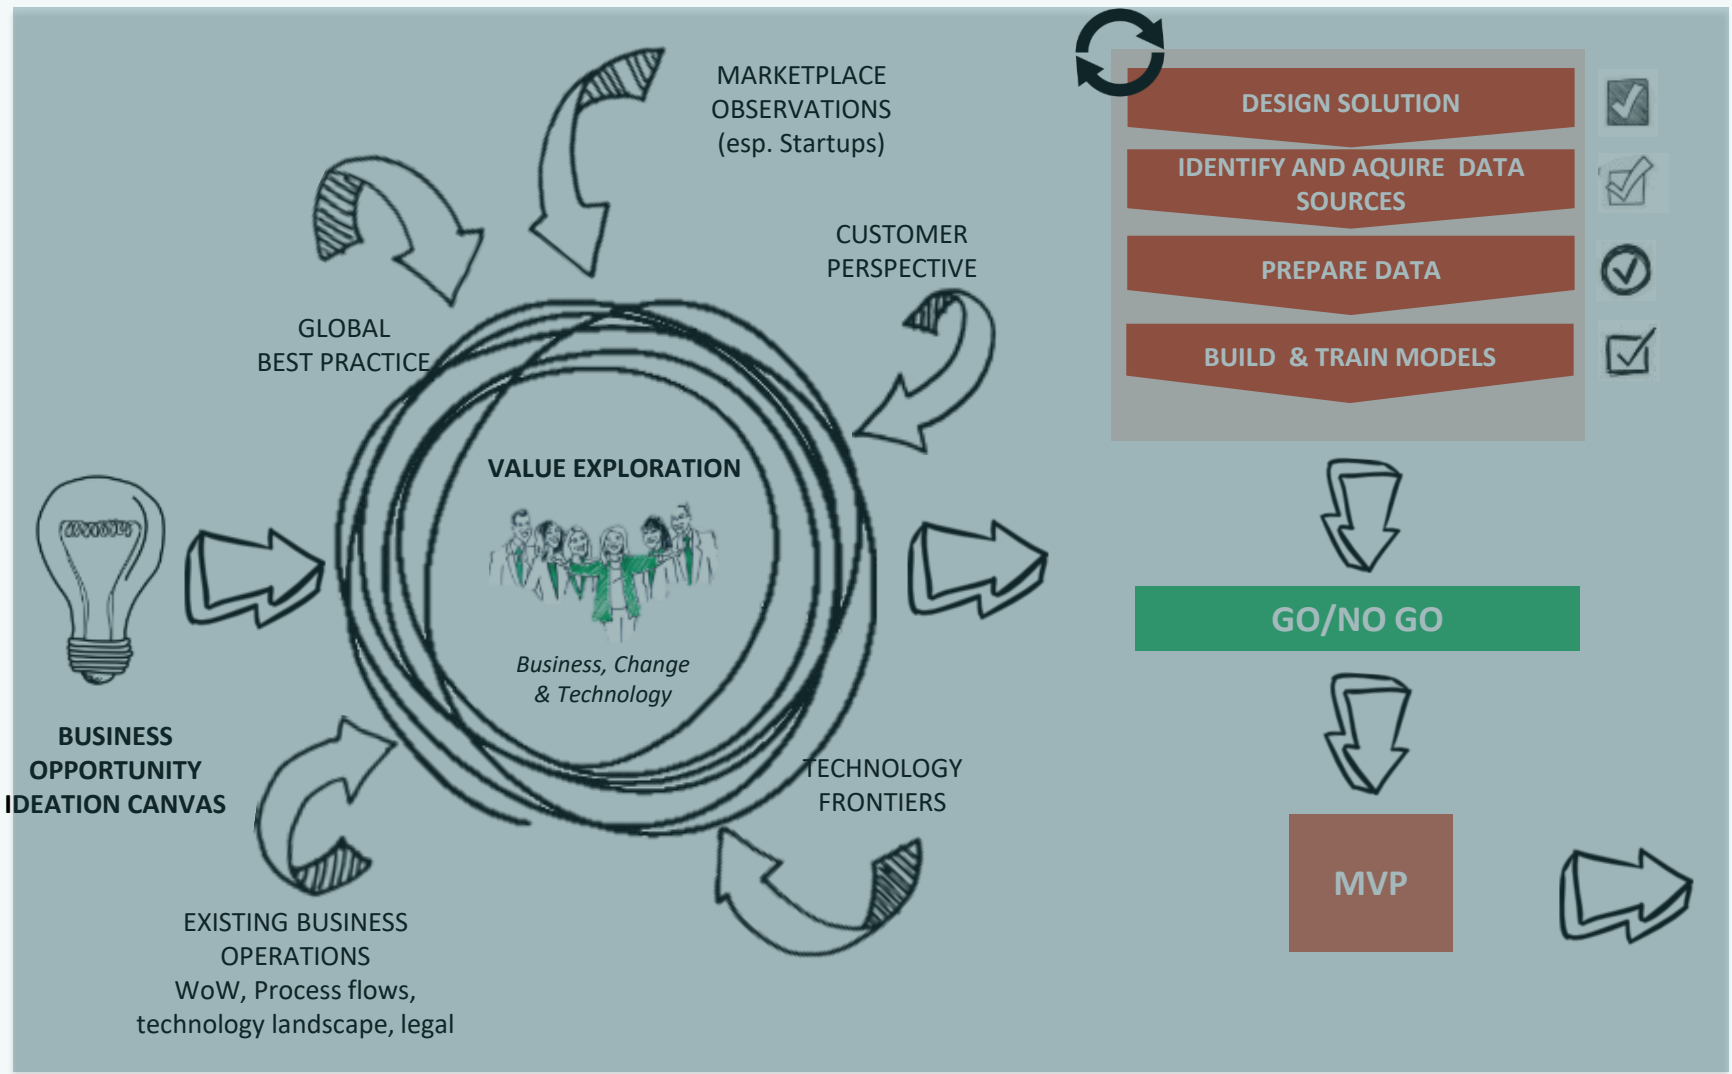 MARKETPLACE
OBSERVATIONS
(esp. Startups)
GLOBAL
BEST PRACTICE
CUSTOMER
PERSPECTIVE
VALUE EXPLORATION
Business, Change
& Technology
BUSINESS
OPPORTUNITY
IDEATION CANVAS
TECHNOLOGY
FRONTIERS
EXISTING BUSINESS
OPERATIONS
WoW, Process flows,
technology landscape, legal
DESIGN SOLUTION
IDENTIFY AND AQUIRE DATA
SOURCES
PREPARE DATA
BUILD & TRAIN MODELS
GO/NO GO
MVP